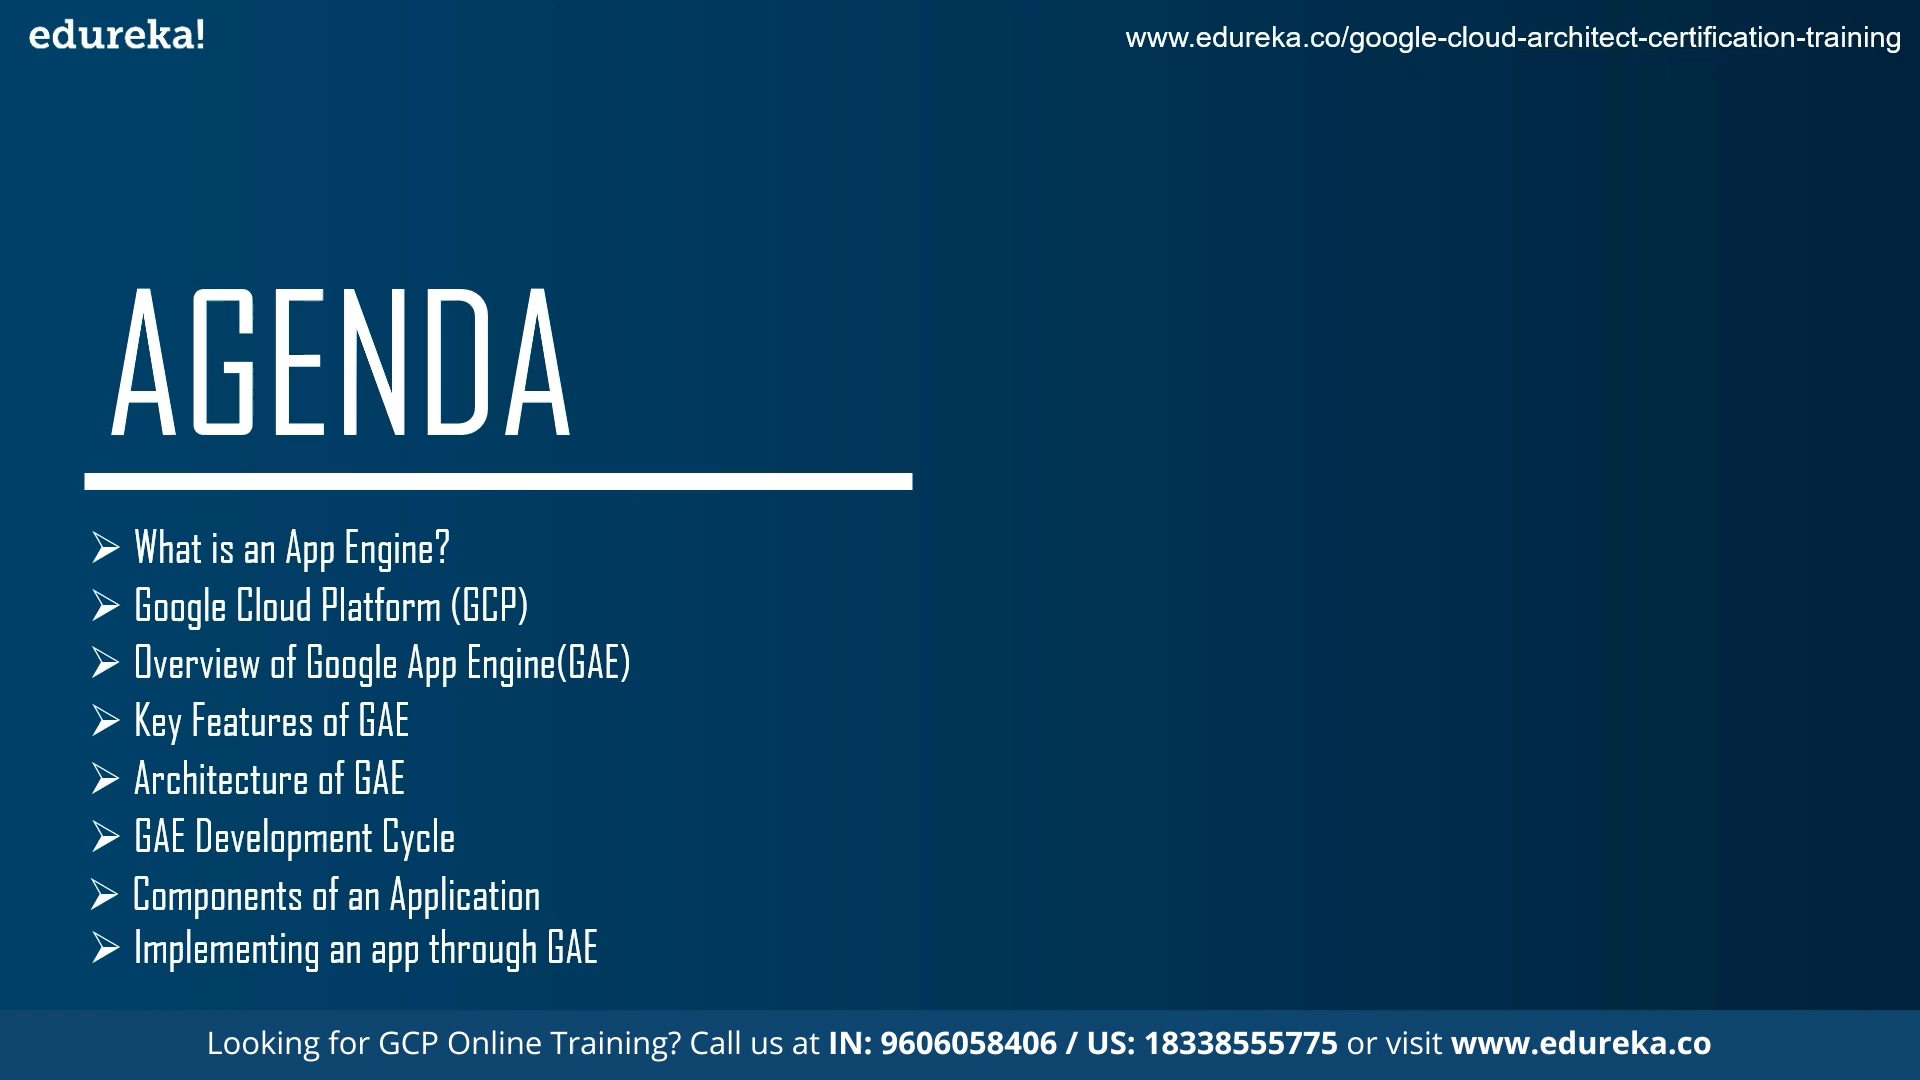 edureka!
www.edureka.co/google-cloud-architect-certification-training
AGENDA
➢ What is an App Engine?
➢ Google Cloud Platform (GCP)
➢ Overview of Google App Engine(GAE)
➢ Key Features of GAE
➢ Architecture of GAE
➢ GAE Development Cycle
➢ Components of an Application
➢ Implementing an app through GAE
Looking for GCP Online Training? Call us at IN: 9606058406 / US: 18338555775 or visit www.edureka.co